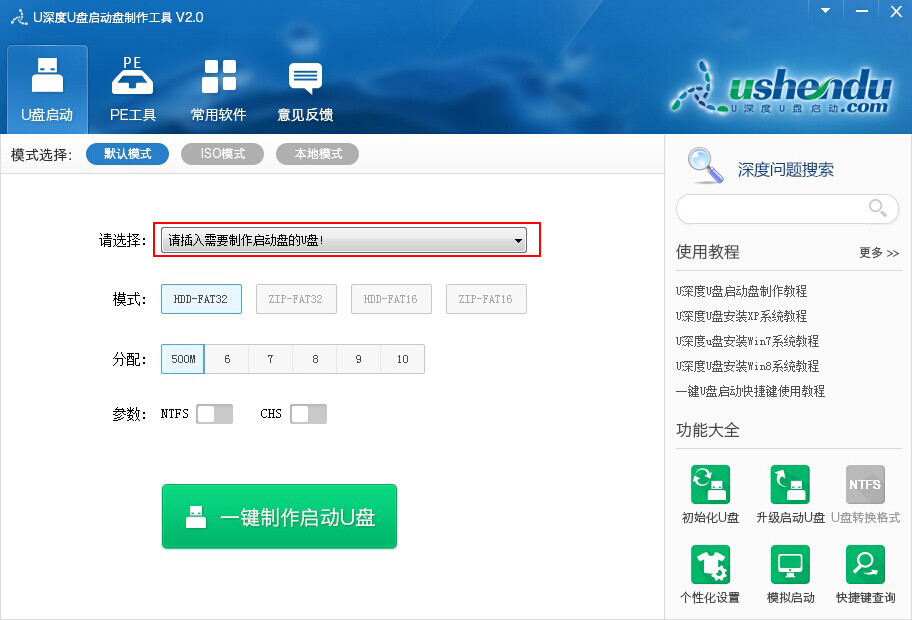 U深度U盘启动盘制作工具 V2.0
PE
U盘启动 PE工具 常用软件 意见反馈
ushendu
U深度U盘启动.com
模式选择： 默认模式 ISO模式 本地模式
请选择： 请插入需要制作启动盘的U盘!
模式： HDD-FAT32 ZIP-FAT32 HDD-FAT16 ZIP-FAT16
分配： 500M 6 7 8 9 10
参数： NTFS CHS
一键制作启动U盘
深度问题搜索
使用教程 更多 >>
U深度U盘启动盘制作教程
U深度U盘安装XP系统教程
U深度u盘安装Win7系统教程
U深度U盘安装Win8系统教程
一键U盘启动快捷键使用教程
功能大全
NTFS
初始化U盘 升级启动U盘 U盘转换格式
个性化设置 模拟启动 快捷键查询